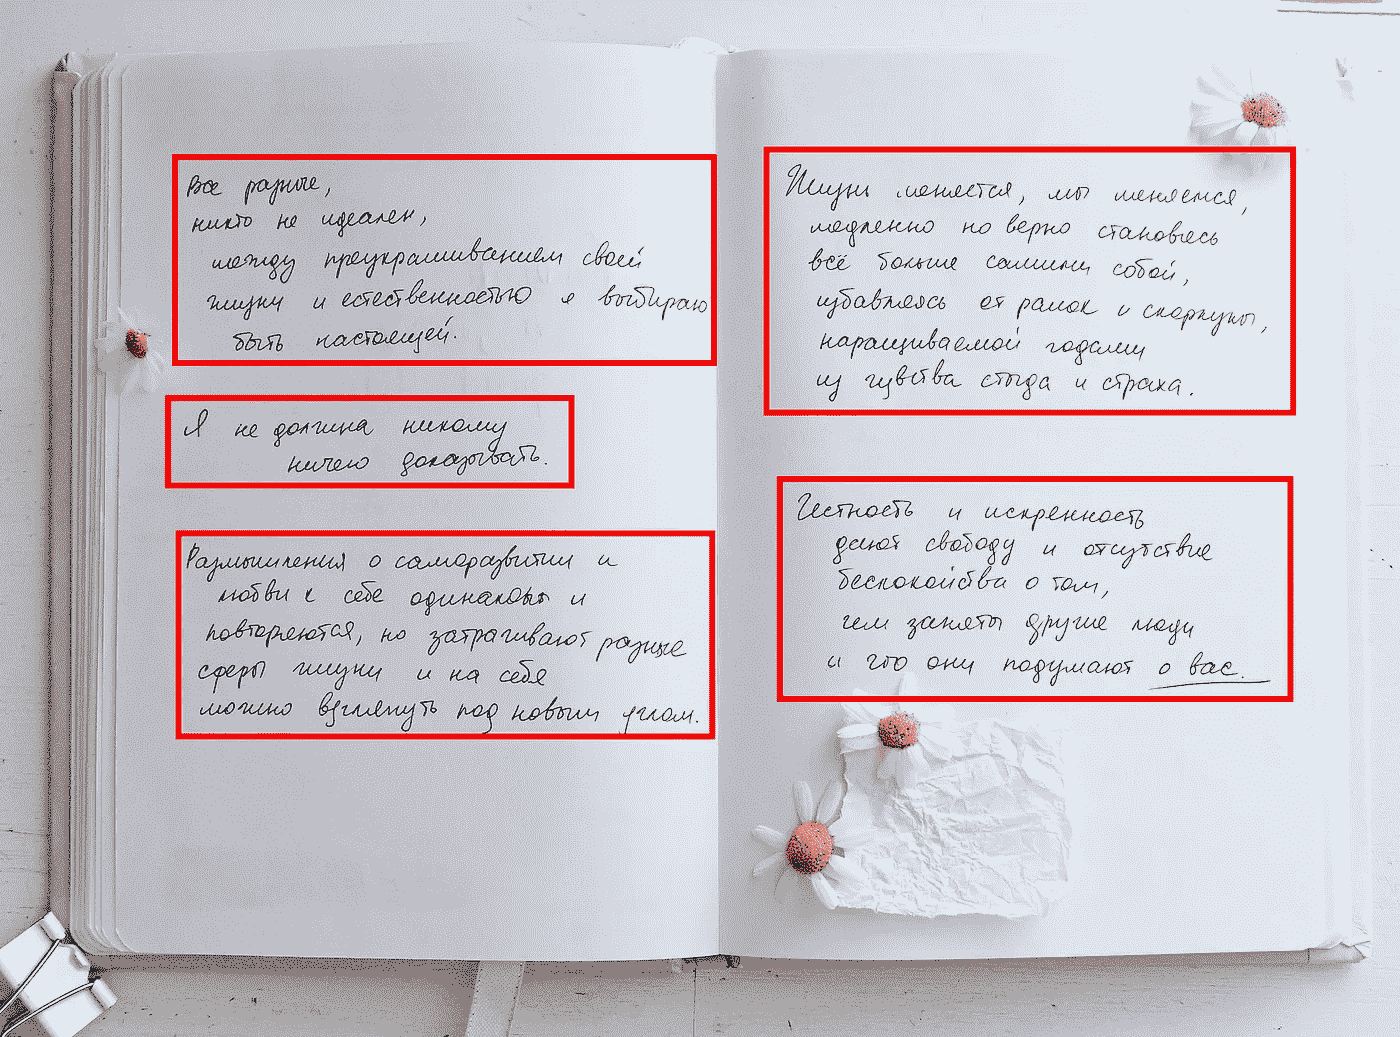 Все разные,
никто не идеален,
между преукрашиванием своей
жизни и естественностью я выбираю
быть настоящей.
Я не должна никому
ничего доказывать.
Размышления о саморазвитии и
любви к себе одинаковы и
повторяются, но затрагивают разные
сферы жизни и на себя
можно взглянуть под новым углом.
Жизнь меняется, мы меняемся,
медленно но верно становясь
всё больше самими собой,
избавляясь от рамок и скорлупы,
наращиваемой годами
из чувства стыда и страха.
Честность и искренность
дают свободу и отсутствие
беспокойства о том,
чем заняты другие люди
и что они подумают о вас.